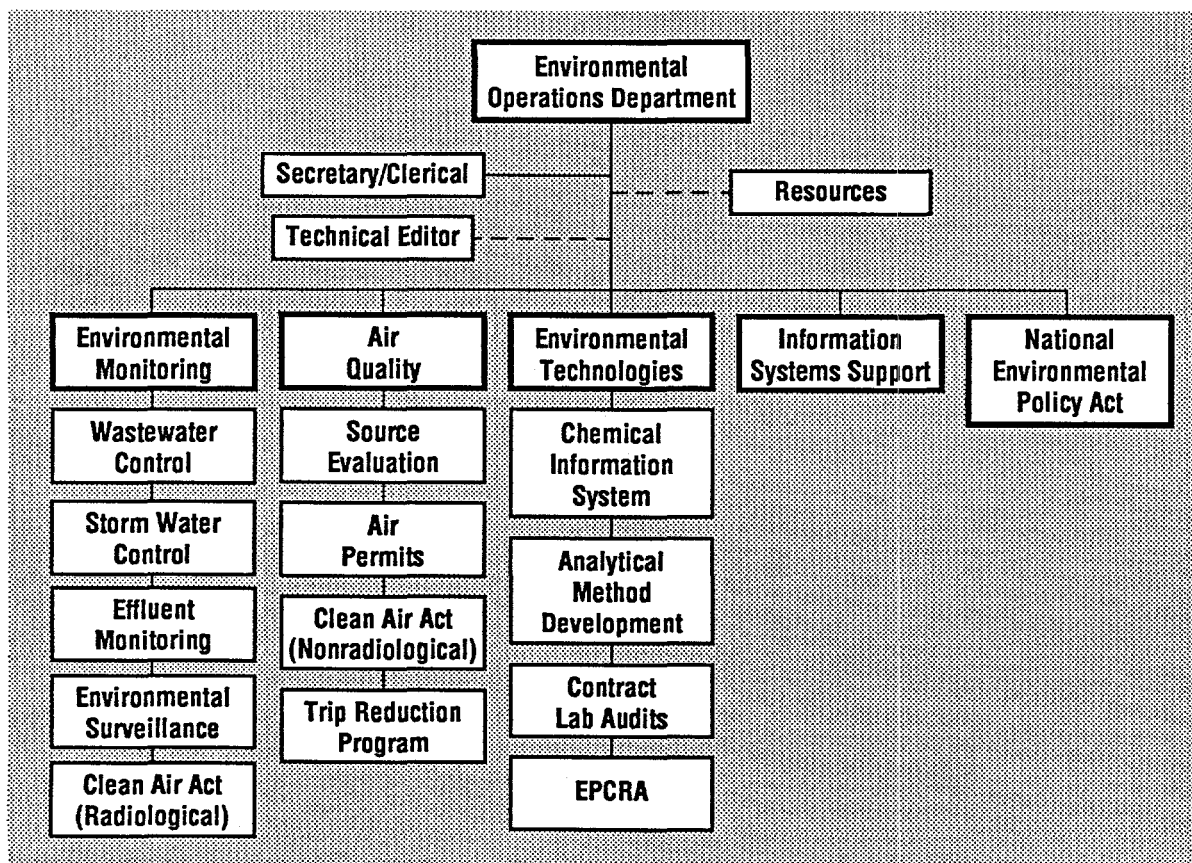 Environmental
Operations Department
Secretary/Clerical
Resources
Technical Editor
Environmental
Monitoring
Air
Quality
Environmental
Technologies
Information
Systems Support
National
Environmental
Policy Act
Wastewater
Control
Storm Water
Control
Effluent
Monitoring
Environmental
Surveillance
Clean Air Act
(Radiological)
Source
Evaluation
Air
Permits
Clean Air Act
(Nonradiological)
Trip Reduction
Program
Chemical
Information
System
Analytical
Method
Development
Contract
Lab Audits
EPCRA